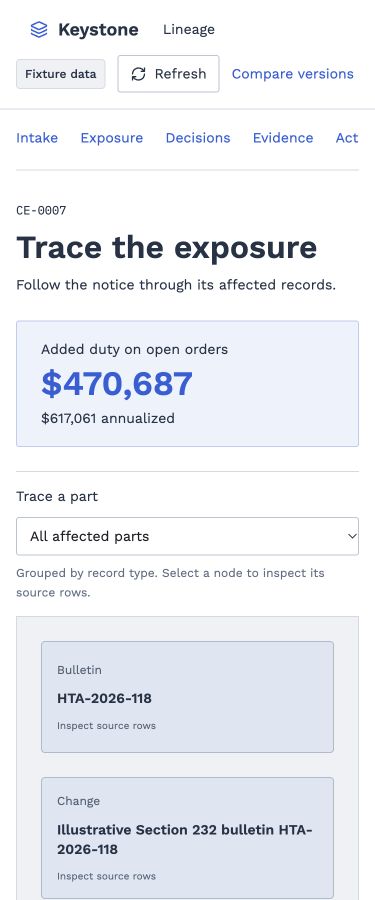 Keystone Lineage
Fixture data Refresh Compare versions
Intake Exposure Decisions Evidence Act
CE-0007
Trace the exposure
Follow the notice through its affected records.
Added duty on open orders
$470,687
$617,061 annualized
Trace a part
All affected parts
Grouped by record type. Select a node to inspect its
source rows.
Bulletin
HTA-2026-118
Inspect source rows
Change
Illustrative Section 232 bulletin HTA-
2026-118
Inspect source rows